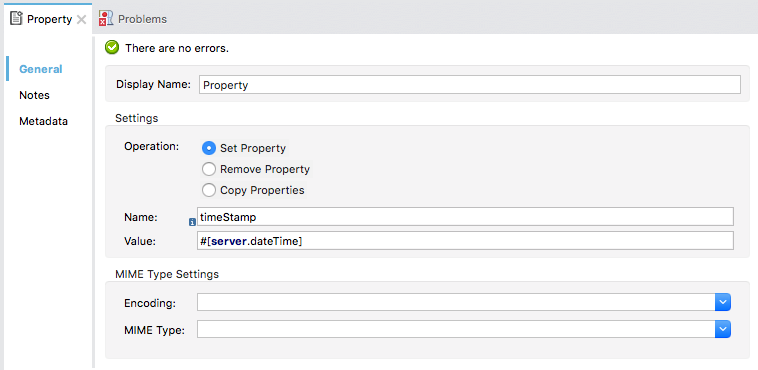 Property Problems
There are no errors.
General
Notes
Metadata
Display Name: Property
Settings
Operation: Set Property
Remove Property
Copy Properties
Name: timeStamp
Value: #[server.dateTime]
MIME Type Settings
Encoding:
MIME Type: